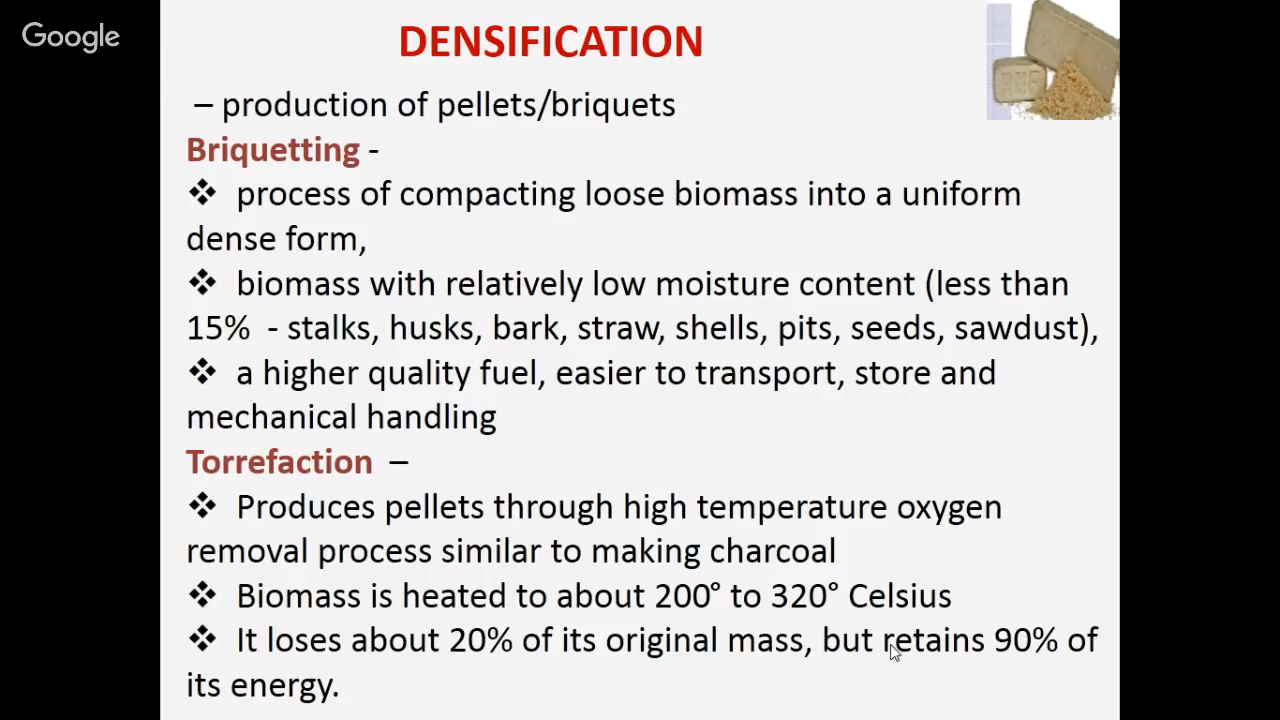 Google
DENSIFICATION
– production of pellets/briquets
Briquetting -
❖ process of compacting loose biomass into a uniform
dense form,
❖ biomass with relatively low moisture content (less than
15% - stalks, husks, bark, straw, shells, pits, seeds, sawdust),
❖ a higher quality fuel, easier to transport, store and
mechanical handling
Torrefaction –
❖ Produces pellets through high temperature oxygen
removal process similar to making charcoal
❖ Biomass is heated to about 200° to 320° Celsius
❖ It loses about 20% of its original mass, but retains 90% of
its energy.